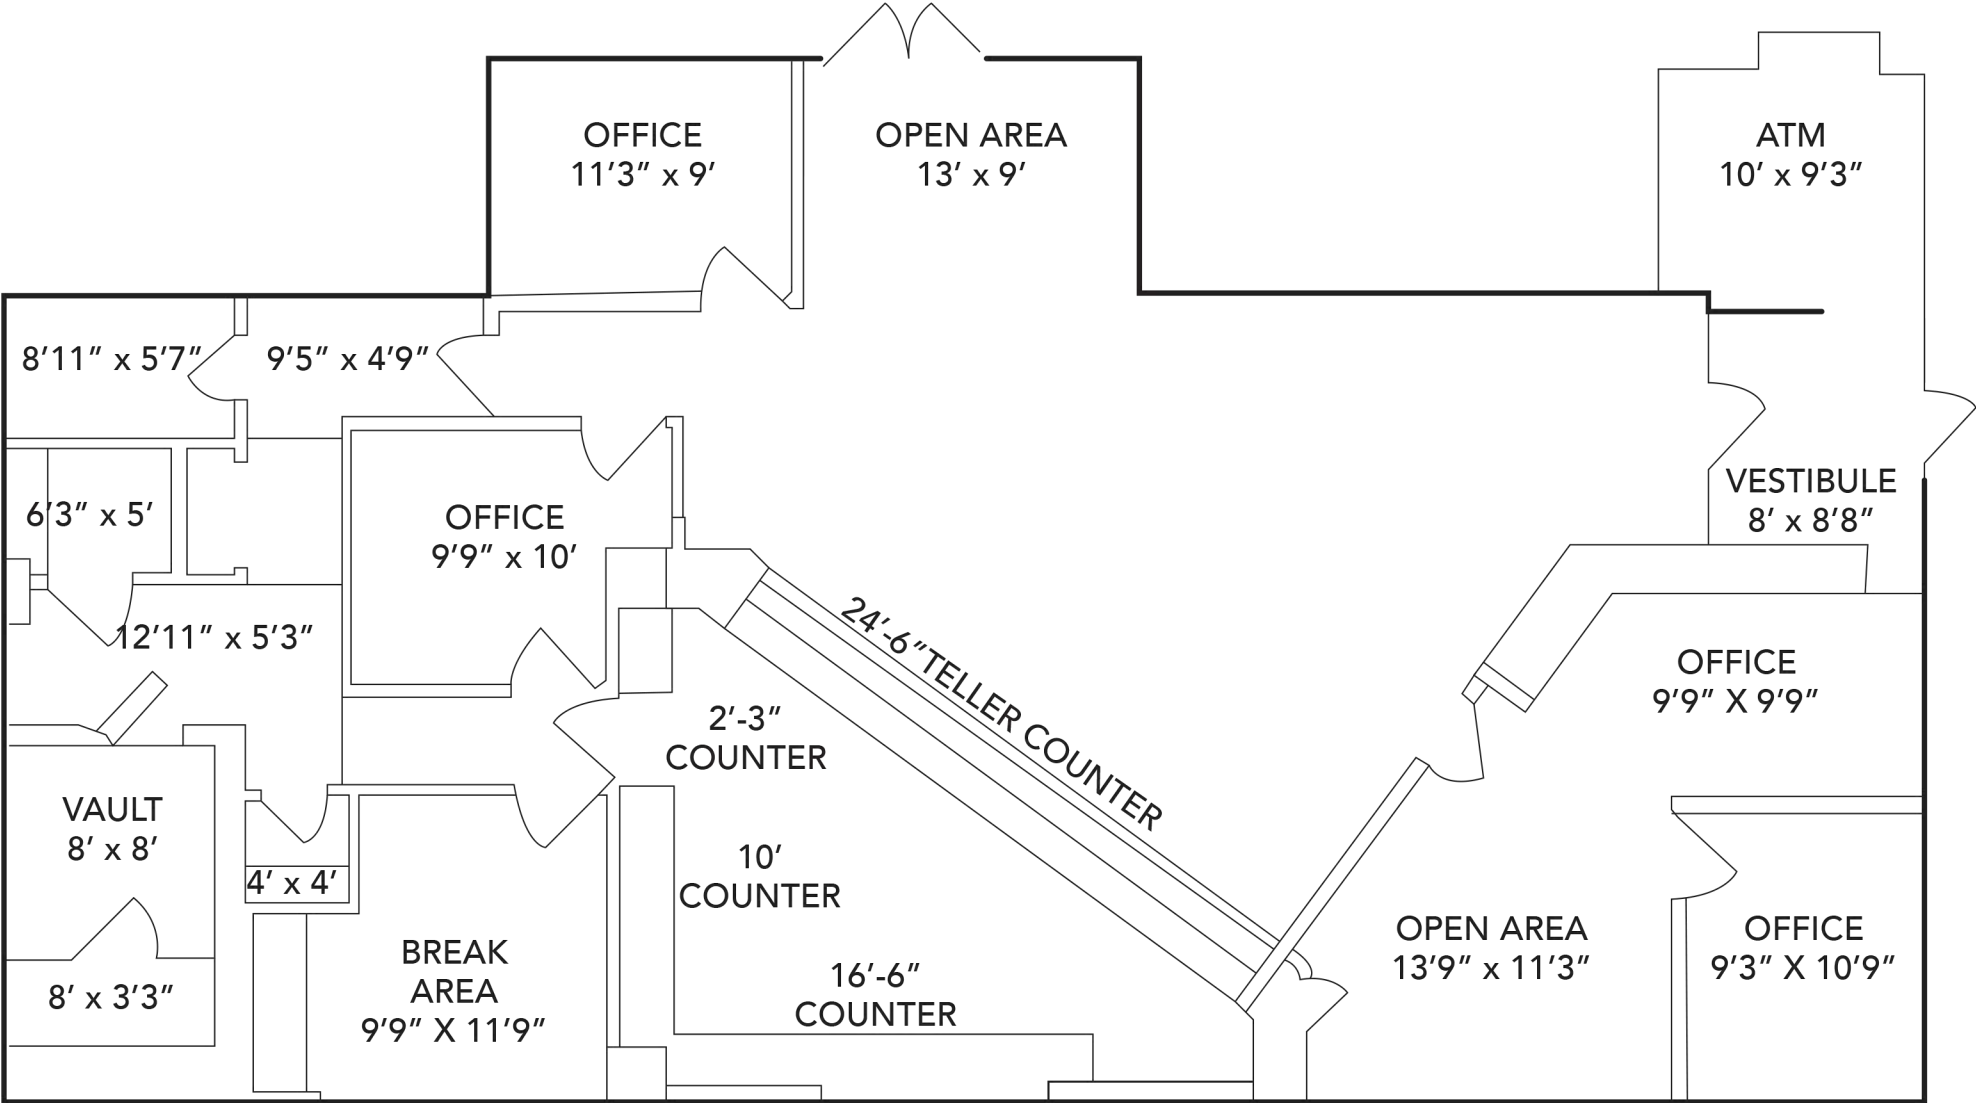 OFFICE
11'3" x 9'
OPEN AREA
13' x 9'
ATM
10' x 9'3"
8'11" x 5'7"
9'5" x 4'9"
6'3" x 5'
OFFICE
9'9" x 10'
VESTIBULE
8' x 8'8"
12'11" x 5'3"
24'-6"TELLER COUNTER
OFFICE
9'9" X 9'9"
2'-3"
COUNTER
VAULT
8' x 8'
10'
COUNTER
4' x 4'
BREAK
AREA
9'9" X 11'9"
OPEN AREA
13'9" x 11'3"
OFFICE
9'3" X 10'9"
8' x 3'3"
16'-6"
COUNTER